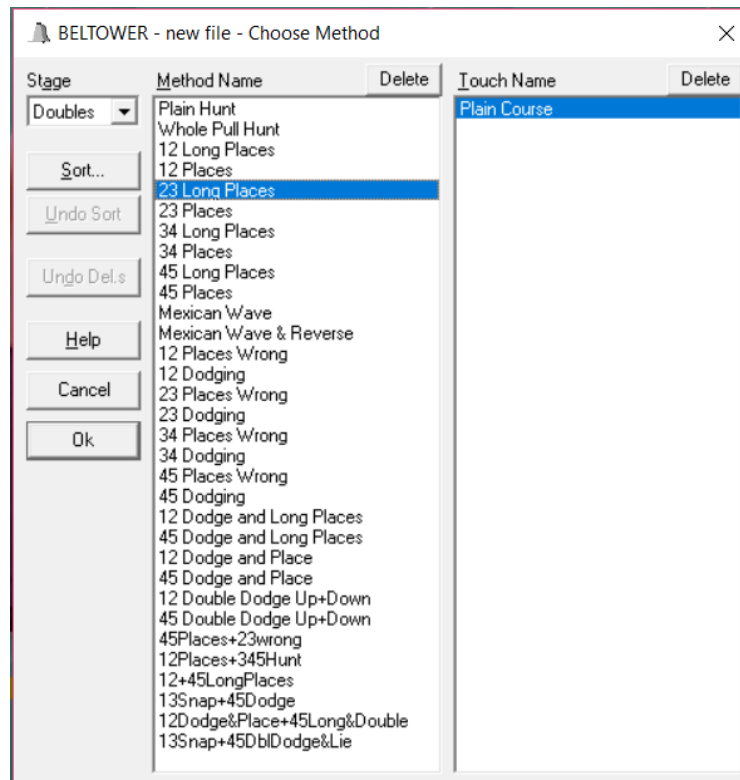 BELTOWER - new file - Choose Method
Stage
Doubles
Sort...
Undo Sort
Undo Del.s
Help
Cancel
Ok
Method Name
Delete
Plain Hunt
Whole Pull Hunt
12 Long Places
12 Places
23 Long Places
23 Places
34 Long Places
34 Places
45 Long Places
45 Places
Mexican Wave
Mexican Wave & Reverse
12 Places Wrong
12 Dodging
23 Places Wrong
23 Dodging
34 Places Wrong
34 Dodging
45 Places Wrong
45 Dodging
12 Dodge and Long Places
45 Dodge and Long Places
12 Dodge and Place
45 Dodge and Place
12 Double Dodge Up+Down
45 Double Dodge Up+Down
45Places+23wrong
12Places+345Hunt
12+45LongPlaces
13Snap+45Dodge
12Dodge&Place+45Long&Double
13Snap+45DblDodge&Lie
Touch Name
Delete
Plain Course